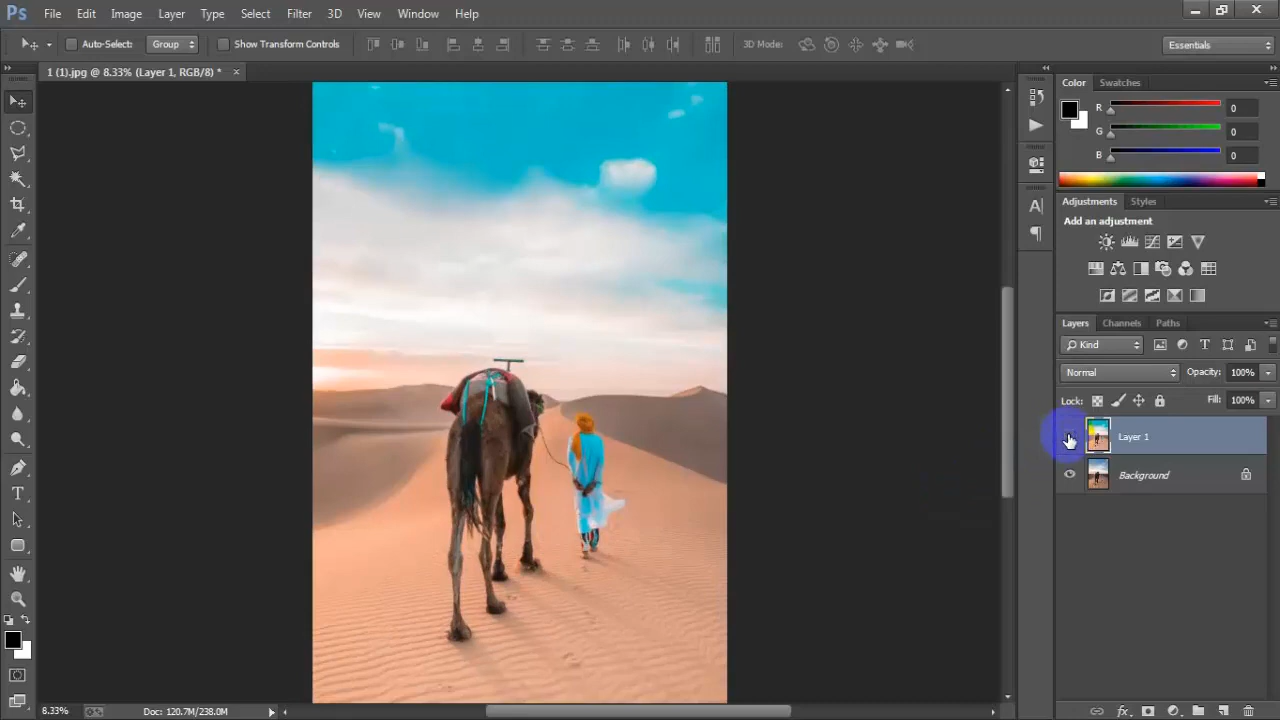 Ps File Edit Image Layer Type Select Filter 3D View Window Help
Auto-Select: Group Show Transform Controls 3D Mode: Essentials
1 (1).jpg @ 8.33% (Layer 1, RGB/8) * ×
Color Swatches
R 0
G 0
B 0
Adjustments Styles
Add an adjustment
Layers Channels Paths
Kind
Normal Opacity: 100%
Lock: Fill: 100%
Layer 1
Background
8.33% Doc: 120.7M/238.0M